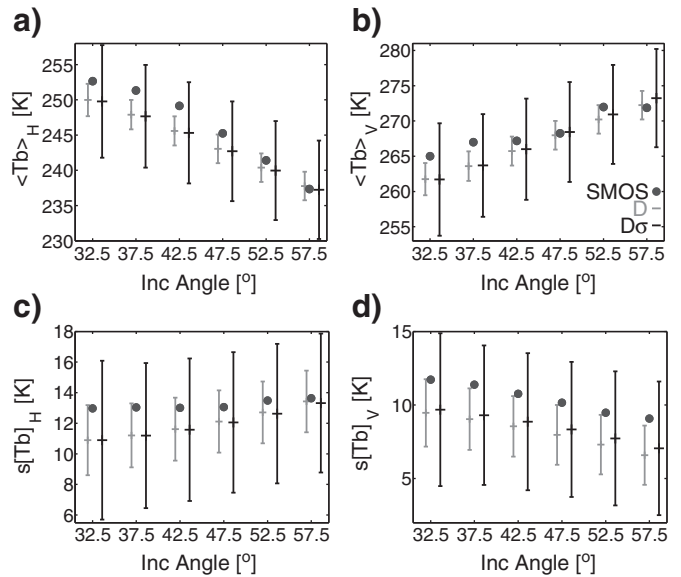 a)
<Tb>H [K]
255
250
245
240
235
230
32.5 37.5 42.5 47.5 52.5 57.5
Inc Angle [o]
b)
<Tb>V [K]
280
275
270
265
260
255
SMOS
D
Dσ
32.5 37.5 42.5 47.5 52.5 57.5
Inc Angle [o]
c)
s[Tb]H [K]
18
16
14
12
10
8
6
32.5 37.5 42.5 47.5 52.5 57.5
Inc Angle [o]
d)
s[Tb]V [K]
15
10
5
32.5 37.5 42.5 47.5 52.5 57.5
Inc Angle [o]